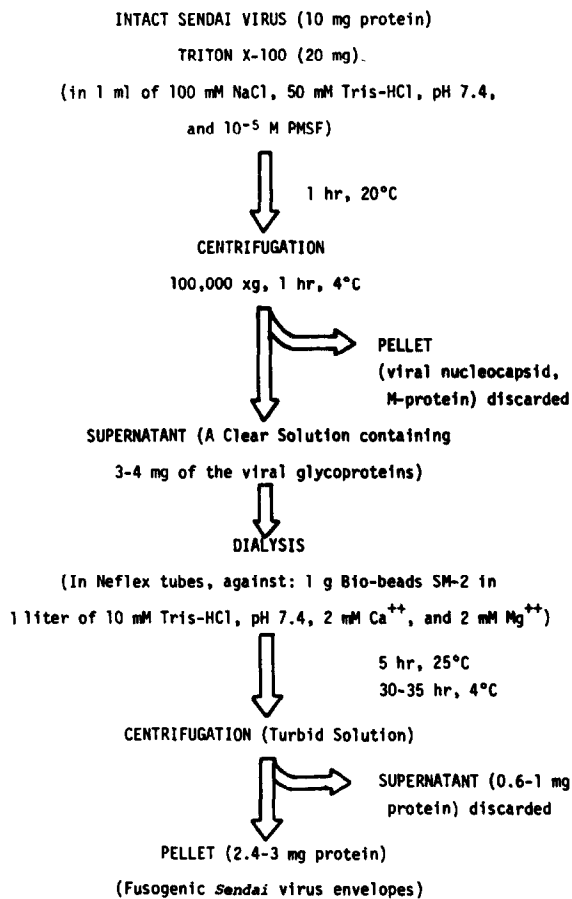 INTACT SENDAI VIRUS (10 mg protein)
TRITON X-100 (20 mg).
(in 1 ml of 100 mM NaCl, 50 mM Tris-HCl, pH 7.4,
and 10⁻⁵ M PMSF)
1 hr, 20°C
CENTRIFUGATION
100,000 xg, 1 hr, 4°C
PELLET
(viral nucleocapsid,
M-protein) discarded
SUPERNATANT (A Clear Solution containing
3-4 mg of the viral glycoproteins)
DIALYSIS
(In Neflex tubes, against: 1 g Bio-beads SM-2 in
1 liter of 10 mM Tris-HCl, pH 7.4, 2 mM Ca⁺⁺, and 2 mM Mg⁺⁺)
5 hr, 25°C
30-35 hr, 4°C
CENTRIFUGATION (Turbid Solution)
SUPERNATANT (0.6-1 mg
protein) discarded
PELLET (2.4-3 mg protein)
(Fusogenic Sendai virus envelopes)